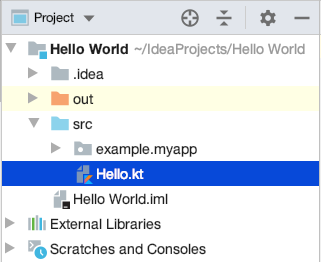 Project
Hello World ~/IdeaProjects/Hello World
.idea
out
src
example.myapp
Hello.kt
Hello World.iml
External Libraries
Scratches and Consoles